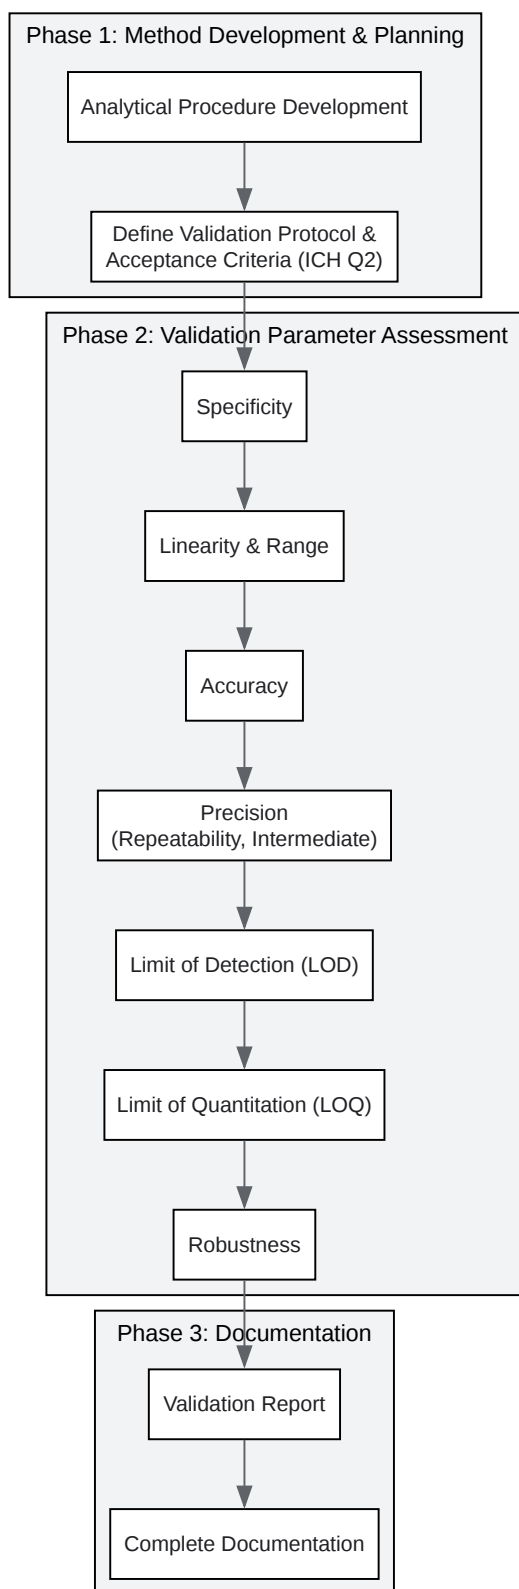 Phase 1: Method Development & Planning
Analytical Procedure Development
Define Validation Protocol &
Acceptance Criteria (ICH Q2)
Phase 2: Validation Parameter Assessment
Specificity
Linearity & Range
Accuracy
Precision
(Repeatability, Intermediate)
Limit of Detection (LOD)
Limit of Quantitation (LOQ)
Robustness
Phase 3: Documentation
Validation Report
Complete Documentation